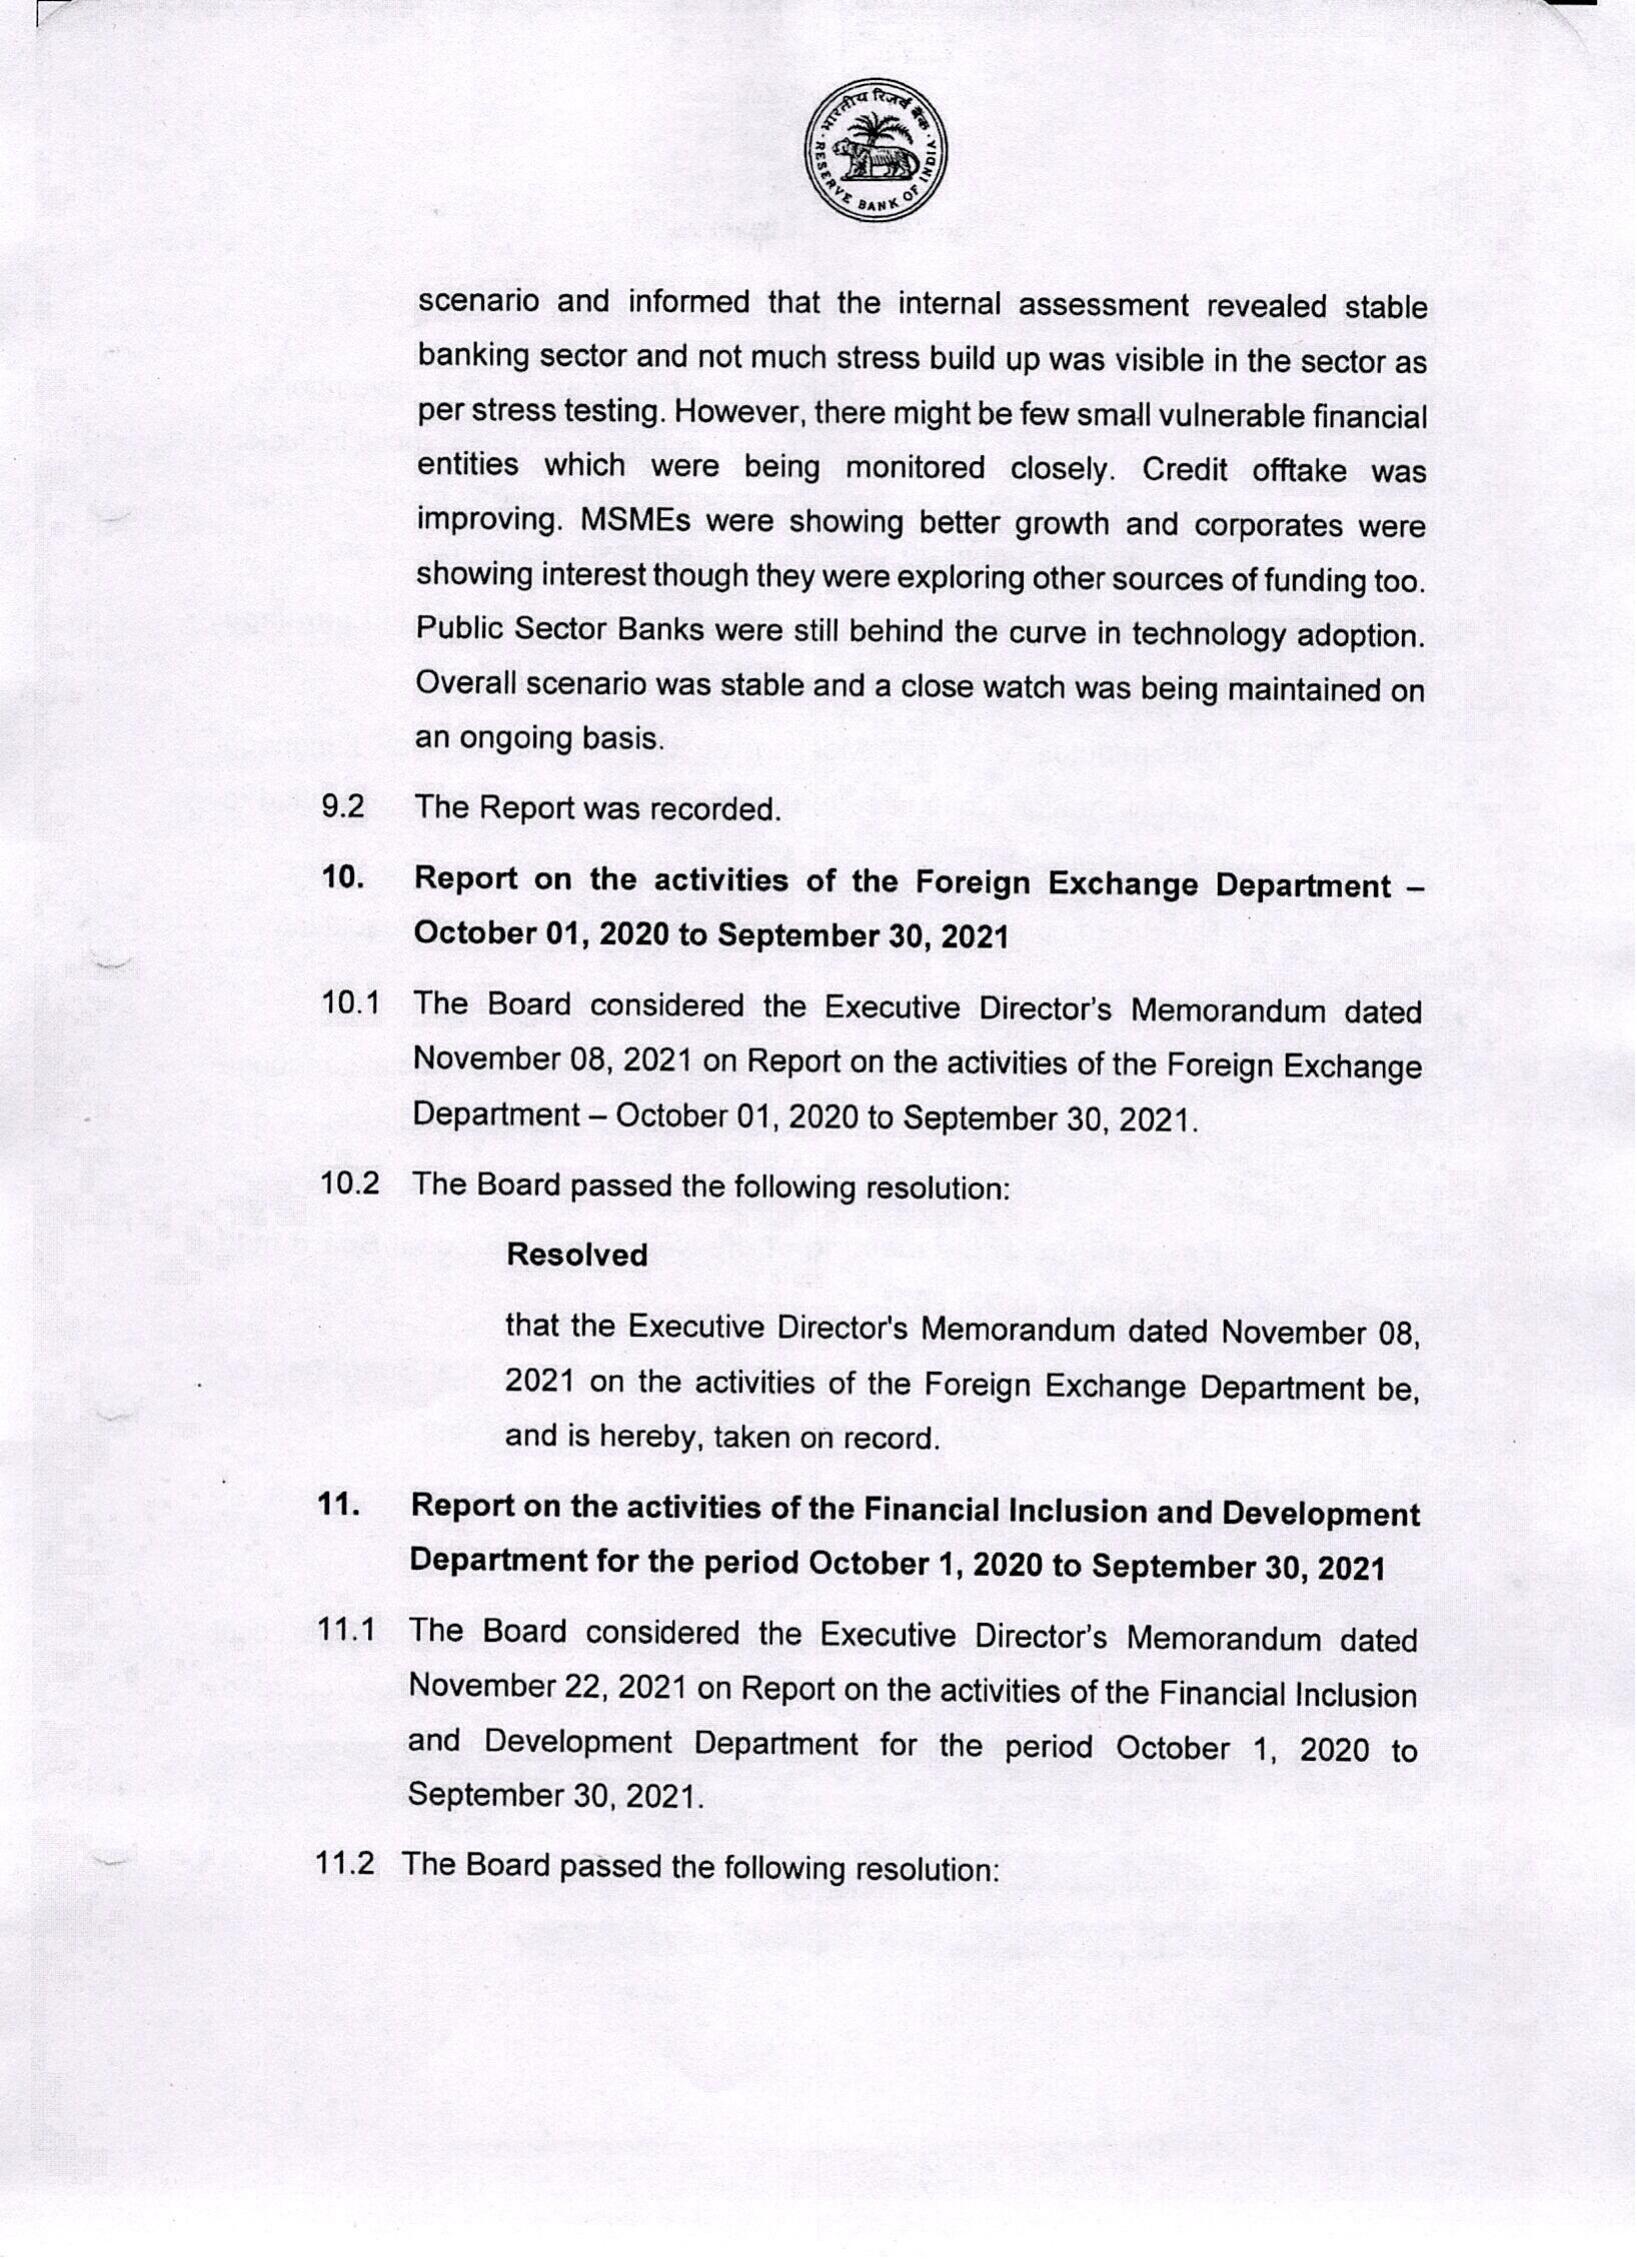 भारतीय रिज़र्व बैंक
RESERVE BANK OF INDIA
scenario and informed that the internal assessment revealed stable
banking sector and not much stress build up was visible in the sector as
per stress testing. However, there might be few small vulnerable financial
entities which were being monitored closely. Credit offtake was
improving. MSMEs were showing better growth and corporates were
showing interest though they were exploring other sources of funding too.
Public Sector Banks were still behind the curve in technology adoption.
Overall scenario was stable and a close watch was being maintained on
an ongoing basis.
9.2 The Report was recorded.
10. Report on the activities of the Foreign Exchange Department –
October 01, 2020 to September 30, 2021
10.1 The Board considered the Executive Director's Memorandum dated
November 08, 2021 on Report on the activities of the Foreign Exchange
Department – October 01, 2020 to September 30, 2021.
10.2 The Board passed the following resolution:
Resolved
that the Executive Director's Memorandum dated November 08,
2021 on the activities of the Foreign Exchange Department be,
and is hereby, taken on record.
11. Report on the activities of the Financial Inclusion and Development
Department for the period October 1, 2020 to September 30, 2021
11.1 The Board considered the Executive Director's Memorandum dated
November 22, 2021 on Report on the activities of the Financial Inclusion
and Development Department for the period October 1, 2020 to
September 30, 2021.
11.2 The Board passed the following resolution: